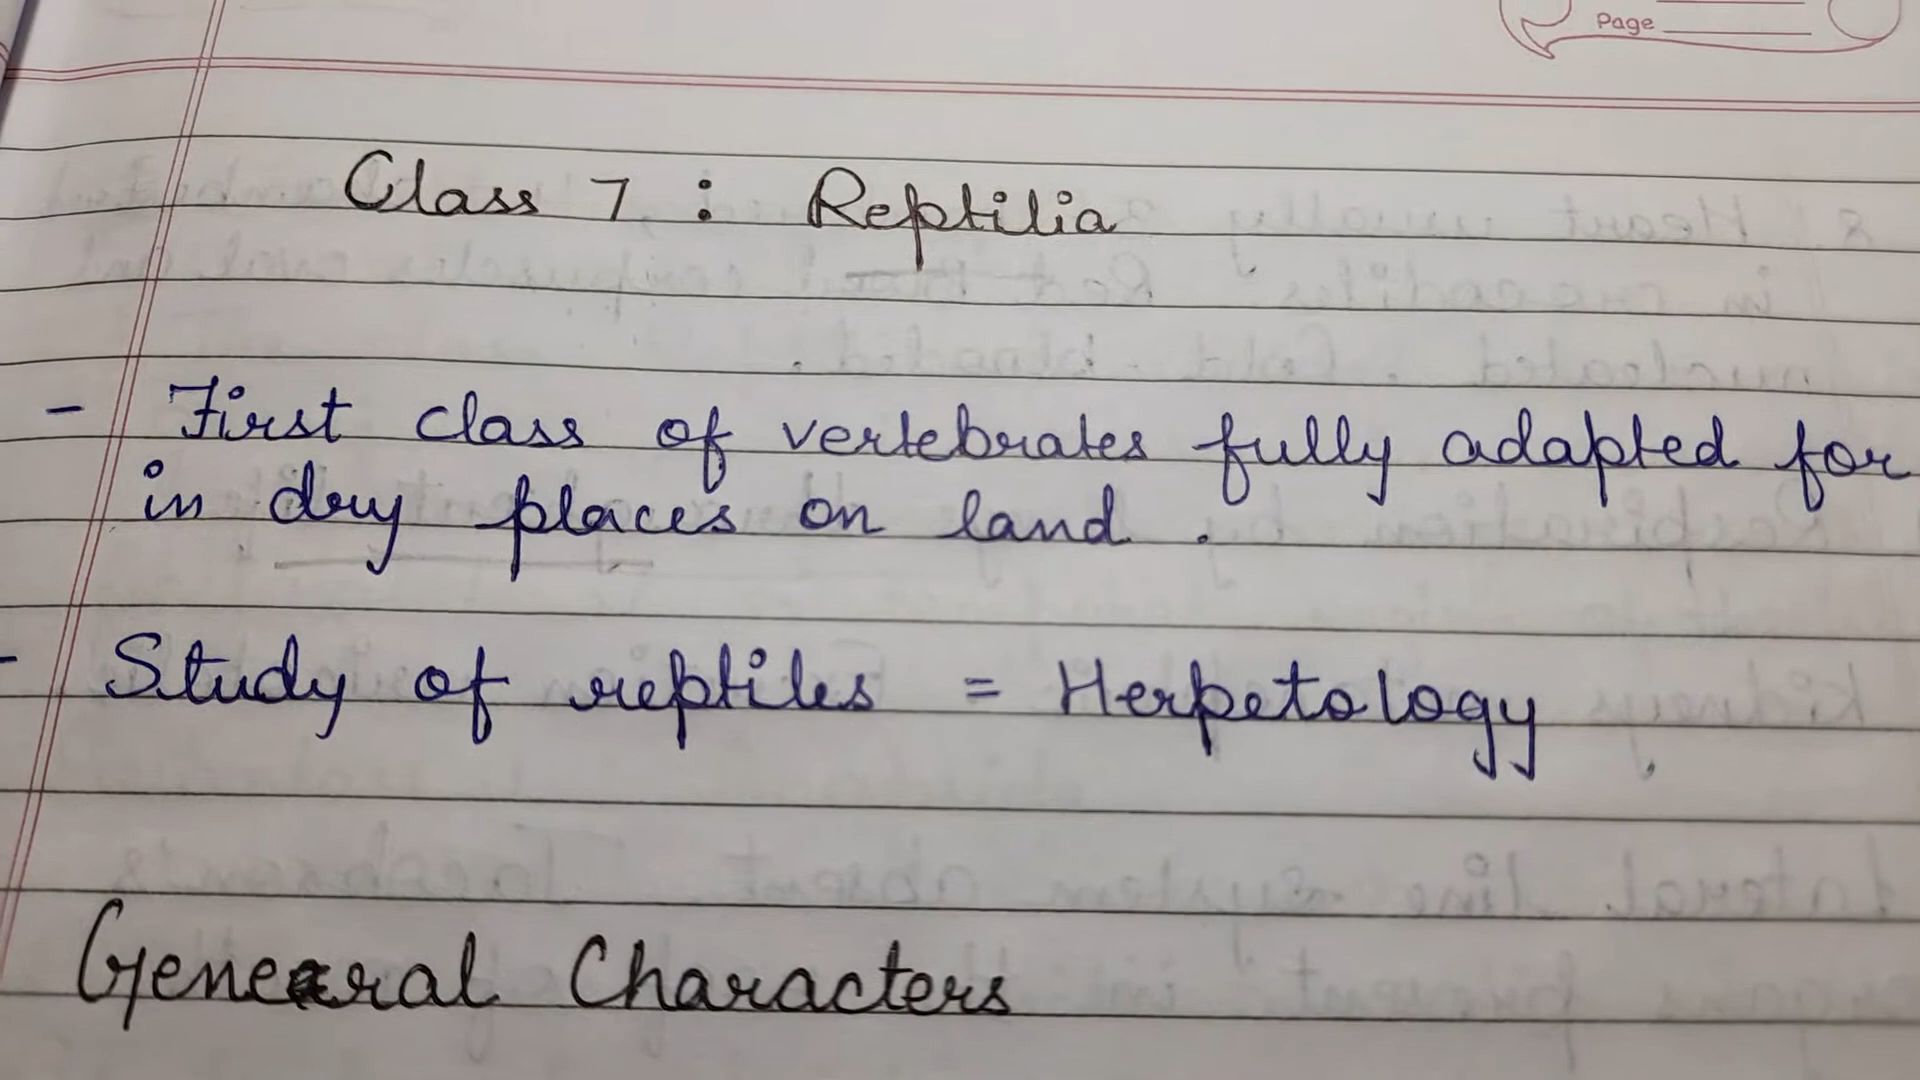 Page
Class 7 : Reptilia
- First class of vertebrates fully adapted for
in dry places on land .
- Study of reptiles = Herpetology
General Characters